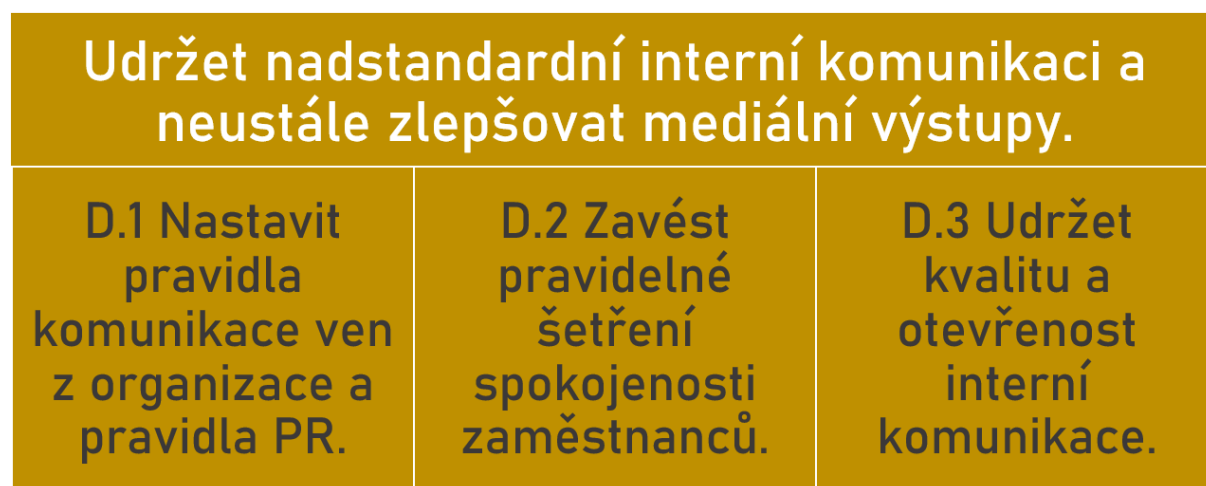 Udržet nadstandardní interní komunikaci a
neustále zlepšovat mediální výstupy.
D.1 Nastavit
pravidla
komunikace ven
z organizace a
pravidla PR.
D.2 Zavést
pravidelné
šetření
spokojenosti
zaměstnanců.
D.3 Udržet
kvalitu a
otevřenost
interní
komunikace.